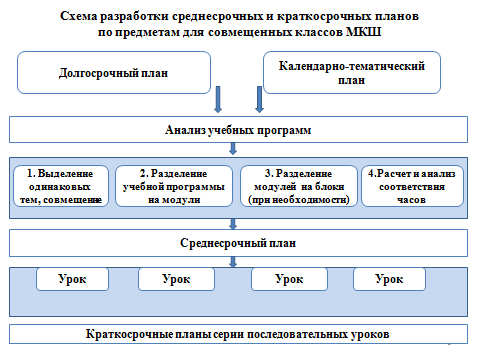 Схема разработки среднесрочных и краткосрочных планов
по предметам для совмещенных классов МКШ
Долгосрочный план
Календарно-тематический
план
Анализ учебных программ
1. Выделение
одинаковых
тем, совмещение
2. Разделение
учебной программы
на модули
3. Разделение
модулей на блоки
(при необходимости)
4.Расчет и анализ
соответствия
часов
Среднесрочный план
Урок
Урок
Урок
Урок
Краткосрочные планы серии последовательных уроков